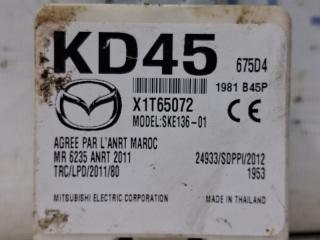 KD45 675D4
1981 B45P
X1T65072
MODEL:SKE136-01 CE
AGREE PAR L'ANRT MAROC
MR 6235 ANRT 2011 24933/SDPPI/2012
TRC/LPD/2011/80 1953
MITSUBISHI ELECTRIC CORPORATION MADE IN THAILAND